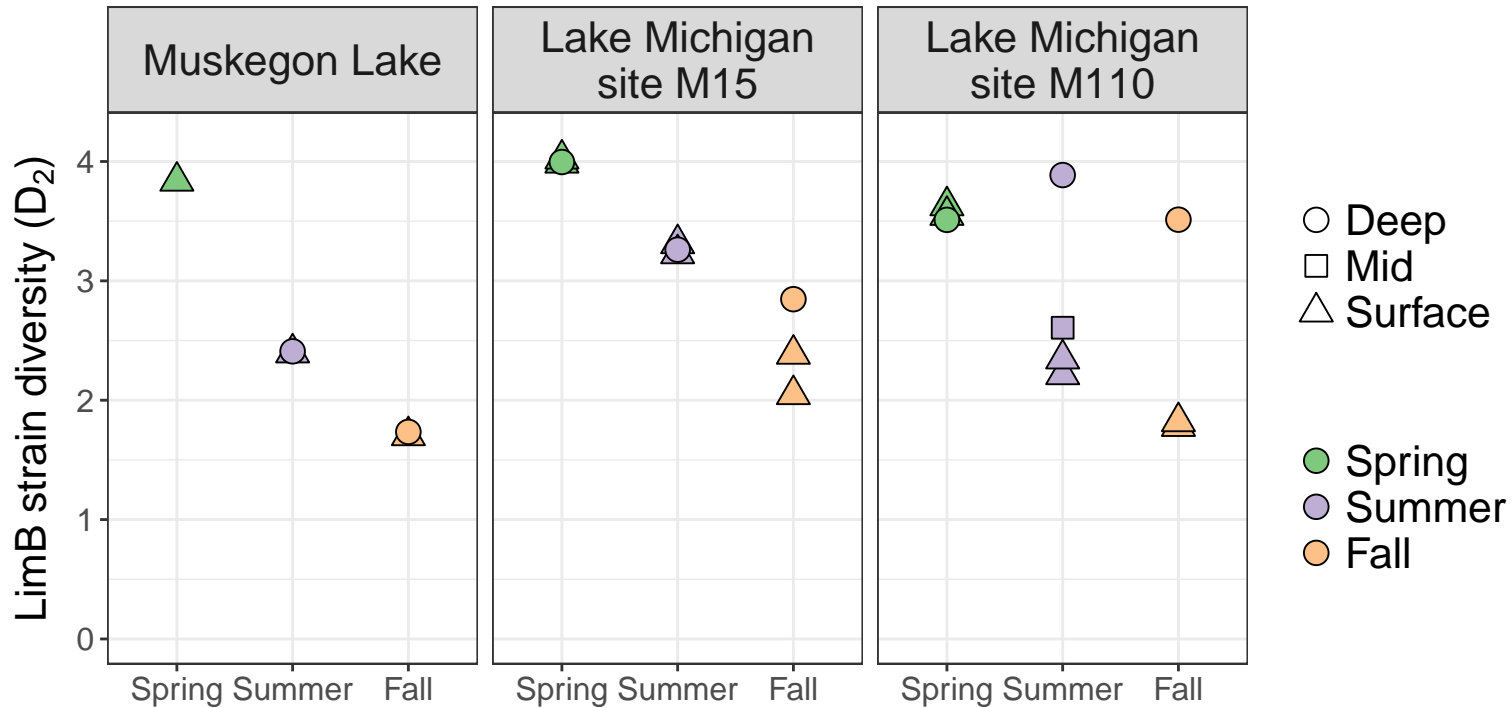 Muskegon Lake
Lake Michigan
site M15
Lake Michigan
site M110
LimB strain diversity (D₂)
4
3
2
1
0
Spring Summer Fall
Spring Summer Fall
Spring Summer Fall
Deep
Mid
Surface
Spring
Summer
Fall